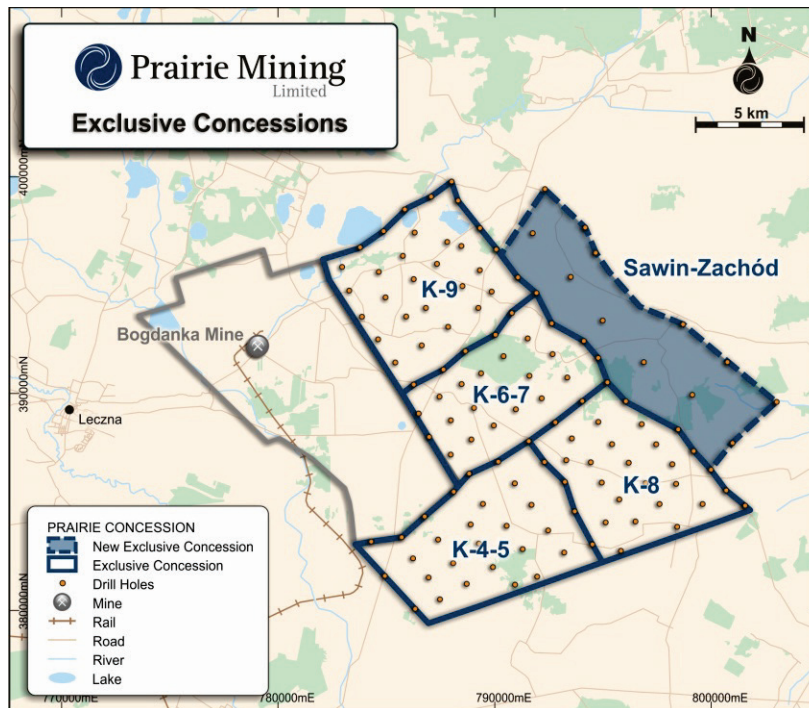 Prairie Mining
Limited
Exclusive Concessions
N
5 km
400000mN
390000mN
380000mN
Sawin-Zachód
K-9
Bogdanka Mine
K-6-7
Leczna
K-8
K-4-5
PRAIRIE CONCESSION
New Exclusive Concession
Exclusive Concession
Drill Holes
Mine
Rail
Road
River
Lake
770000mE
780000mE
790000mE
800000mE